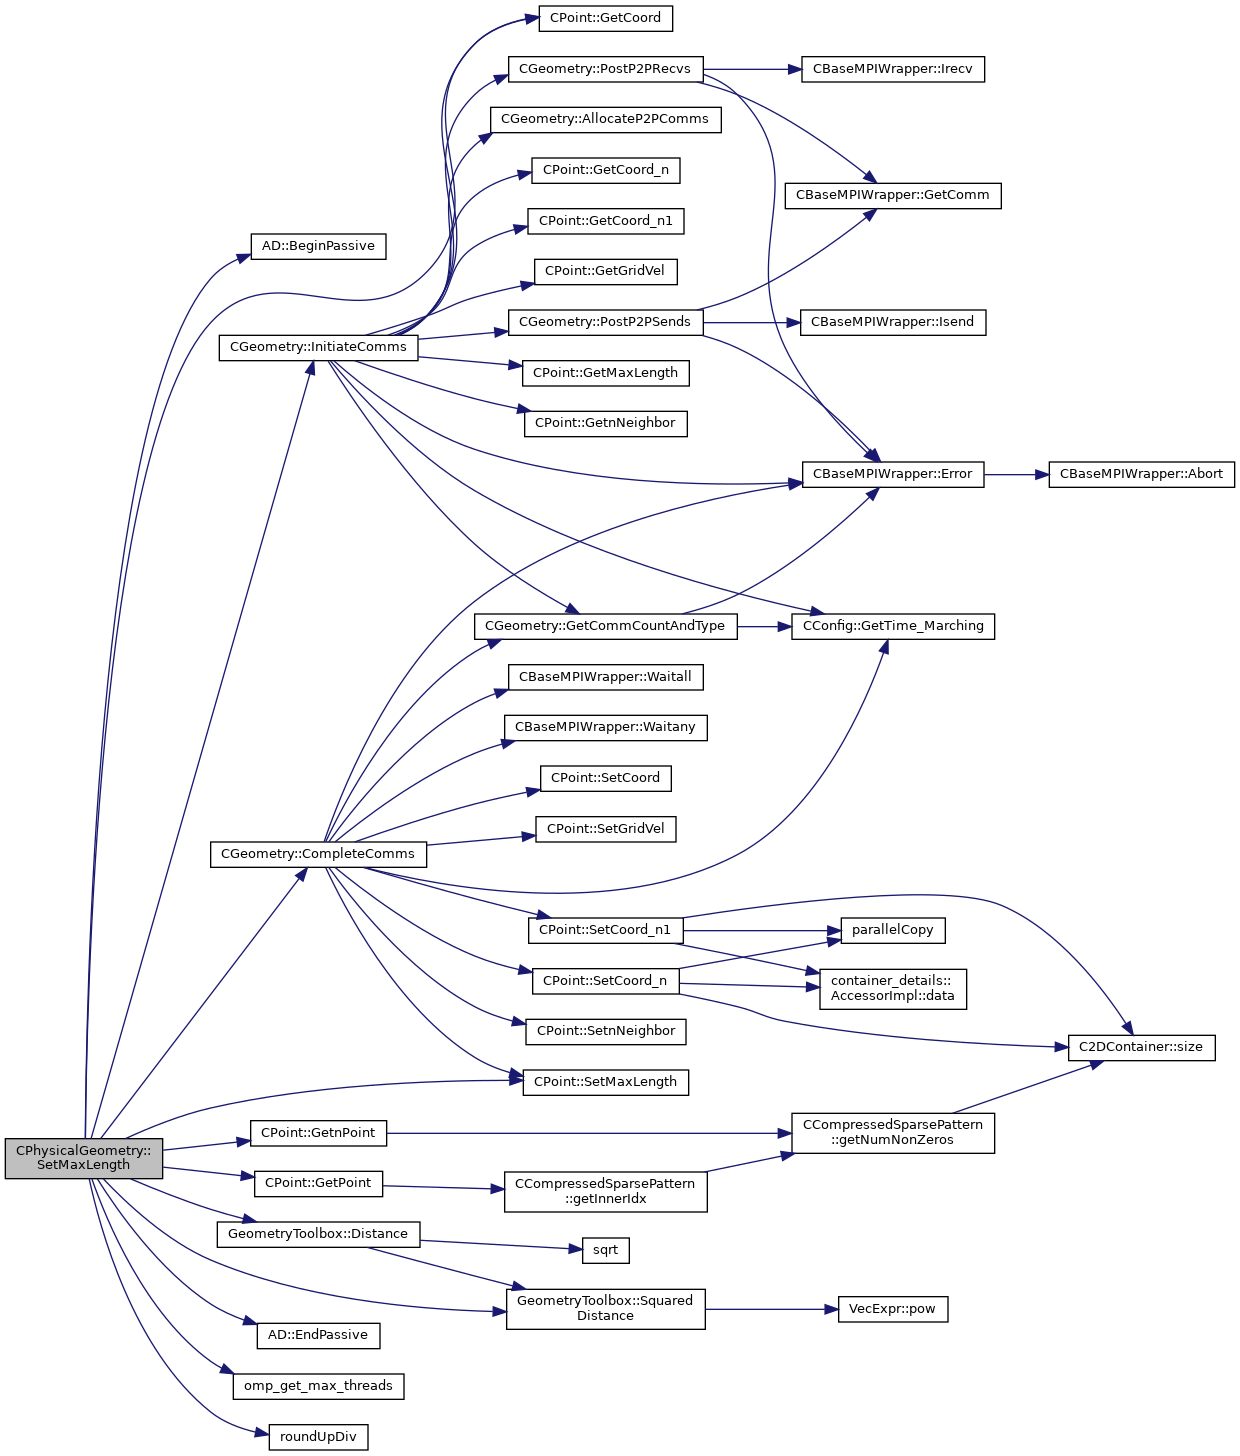 CPoint::GetCoord
CGeometry::PostP2PRecvs
CBaseMPIWrapper::Irecv
CGeometry::AllocateP2PComms
CPoint::GetCoord_n
CBaseMPIWrapper::GetComm
CPoint::GetCoord_n1
AD::BeginPassive
CPoint::GetGridVel
CGeometry::PostP2PSends
CBaseMPIWrapper::Isend
CGeometry::InitiateComms
CPoint::GetMaxLength
CPoint::GetnNeighbor
CBaseMPIWrapper::Error
CBaseMPIWrapper::Abort
CGeometry::GetCommCountAndType
CConfig::GetTime_Marching
CBaseMPIWrapper::Waitall
CBaseMPIWrapper::Waitany
CPoint::SetCoord
CPoint::SetGridVel
CGeometry::CompleteComms
CPoint::SetCoord_n1
parallelCopy
CPoint::SetCoord_n
container_details::
AccessorImpl::data
CPoint::SetnNeighbor
C2DContainer::size
CPoint::SetMaxLength
CPoint::GetnPoint
CCompressedSparsePattern
::getNumNonZeros
CPhysicalGeometry::
SetMaxLength
CPoint::GetPoint
CCompressedSparsePattern
::getInnerIdx
GeometryToolbox::Distance
sqrt
GeometryToolbox::Squared
Distance
VecExpr::pow
AD::EndPassive
omp_get_max_threads
roundUpDiv